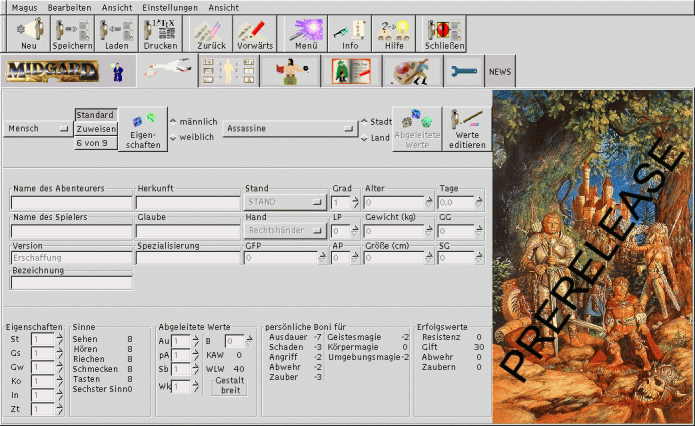 Magus Bearbeiten Ansicht Einstellungen Ansicht
Neu Speichern Laden Drucken Zurück Vorwärts Menü Info Hilfe Schließen
MIDGARD NEWS
Mensch
Standard
Zuweisen
6 von 9
Eigen-
schaften
männlich
weiblich
Assassine
Stadt
Land
Abgeleitete
Werte
Werte
editieren
Name des Abenteurers Herkunft Stand Grad Alter Tage
STAND 1 0 0,0
Name des Spielers Glaube Hand LP Gewicht (kg) GG
Rechtshänder 0 0 0
Version Spezialisierung GFP AP Größe (cm) SG
Erschaffung 0 0 0 0
Bezeichnung
Eigenschaften
St 1
Gs 1
Gw 1
Ko 1
In 1
Zt 1
Sinne
Sehen 8
Hören 8
Riechen 8
Schmecken 8
Tasten 8
Sechster Sinn0
Abgeleitete Werte
Au 1 B 0
pA 1 KAW 0
Sb 1 WLW 40
Wk 1 Gestalt
breit
persönliche Boni für
Ausdauer -7 Geistesmagie -2
Schaden -3 Körpermagie 0
Angriff -2 Umgebungsmagie-2
Abwehr -2
Zauber -3
Erfolgswerte
Resistenz 0
Gift 30
Abwehr 0
Zaubern 0
PRERELEASE